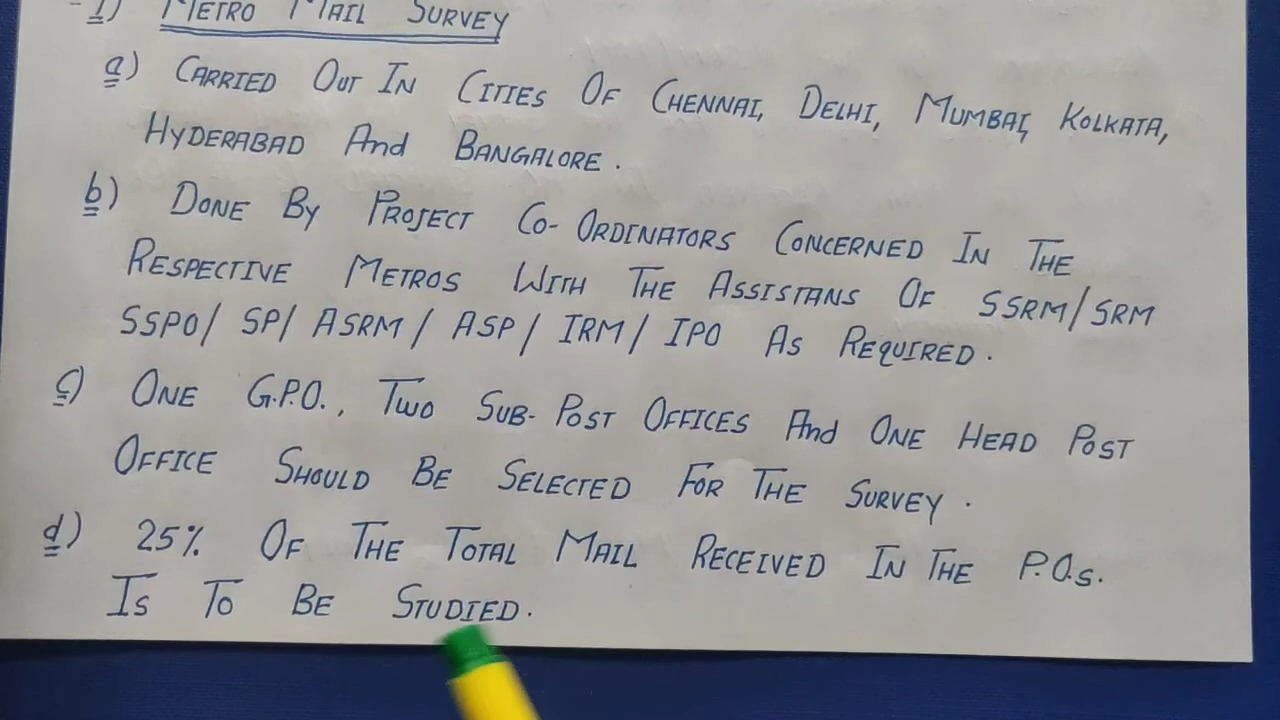 1) METRO MAIL SURVEY
a) CARRIED OUT IN CITIES OF CHENNAI, DELHI, MUMBAI, KOLKATA,
HYDERABAD And BANGALORE.
b) DONE BY PROJECT CO-ORDINATORS CONCERNED IN THE
RESPECTIVE METROS WITH THE ASSISTANS OF SSRM/SRM
SSPO/ SP/ ASRM/ ASP/ IRM/ IPO AS REQUIRED.
c) ONE G.P.O., TWO SUB-POST OFFICES And ONE HEAD POST
OFFICE SHOULD BE SELECTED FOR THE SURVEY.
d) 25% OF THE TOTAL MAIL RECEIVED IN THE P.O.s.
IS TO BE STUDIED.